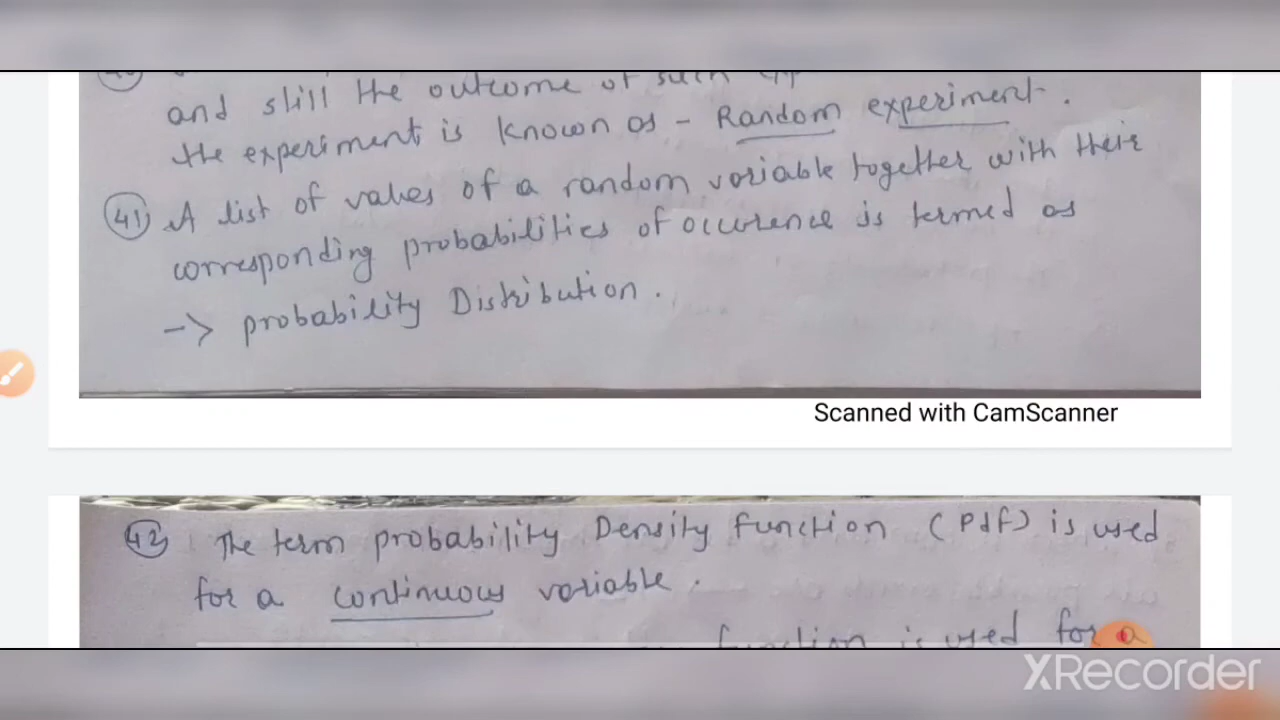 and still the outcome of such
the experiment is known as - Random experiment.
41 A list of values of a random variable together with their
corresponding probabilities of occurence is termed as
-> probability Distribution.
Scanned with CamScanner
42 The term probability Density function (Pdf) is used
for a continuous variable.
function is used for a
XRecorder